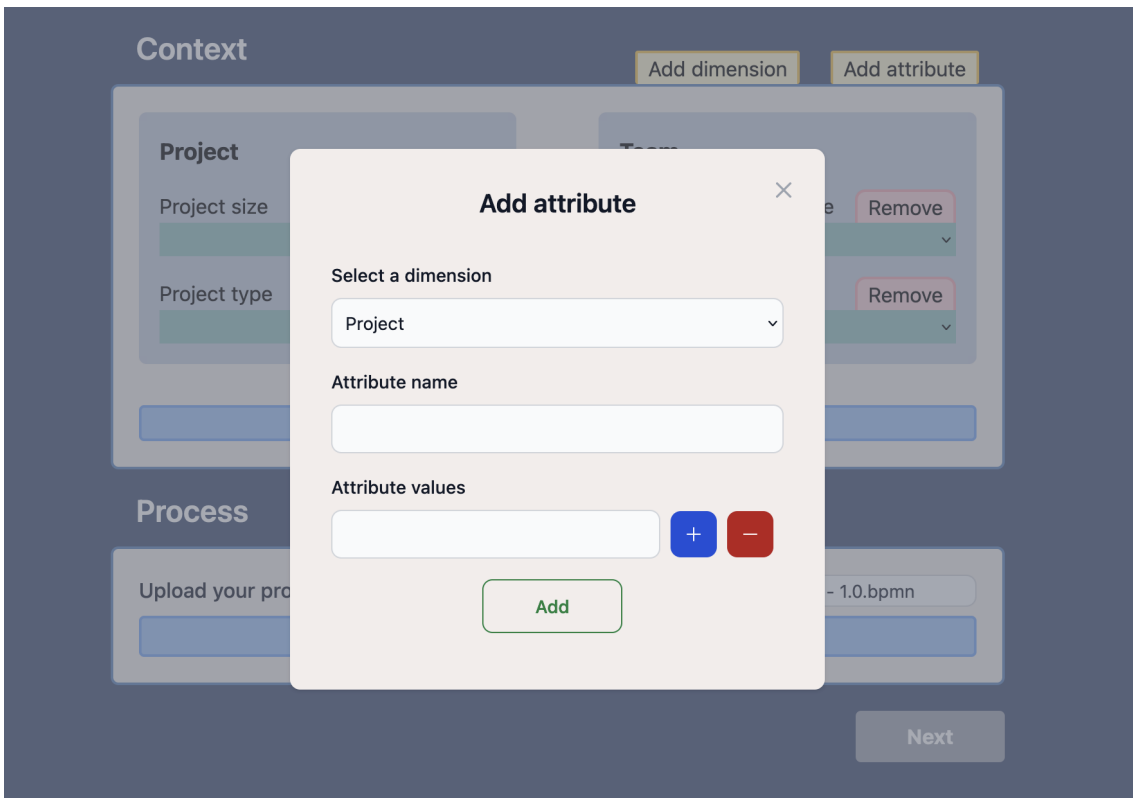 Context
Add dimension
Add attribute
Project
Project size
Remove
Project type
Remove
Add attribute
Select a dimension
Project
Attribute name
Attribute values
+
−
Add
Process
Upload your pro
- 1.0.bpmn
Next